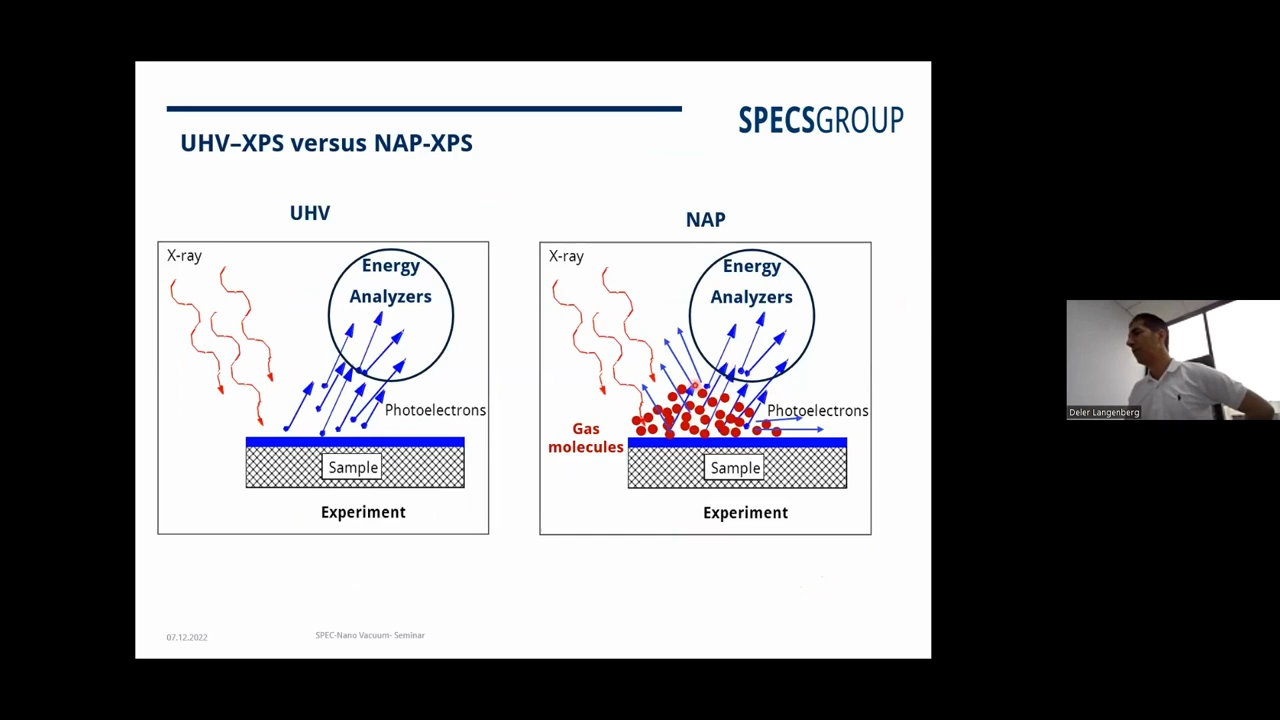 SPECSGROUP
UHV–XPS versus NAP-XPS
UHV
X-ray
Energy
Analyzers
Photoelectrons
Sample
Experiment
NAP
X-ray
Energy
Analyzers
Photoelectrons
Gas
molecules
Sample
Experiment
07.12.2022
SPEC-Nano Vacuum- Seminar
Deler Langenberg